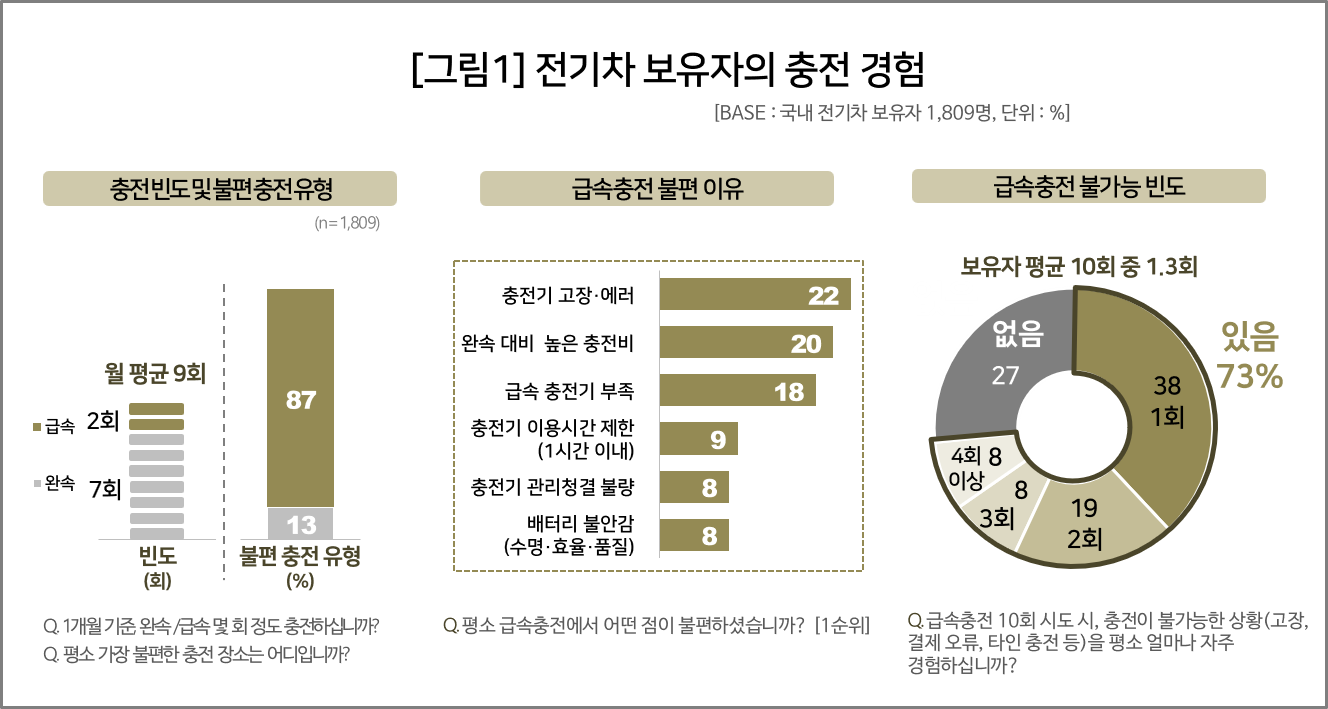 [그림1] 전기차 보유자의 충전 경험
[BASE : 국내 전기차 보유자 1,809명, 단위 : %]
충전빈도 및 불편 충전 유형
(n=1,809)
월 평균 9회
급속
2회
완속
7회
빈도
(회)
87
13
불편 충전 유형
(%)
Q. 1개월 기준, 완속/급속 몇 회 정도 충전하십니까?
Q. 평소 가장 불편한 충전 장소는 어디입니까?
급속충전 불편 이유
충전기 고장·에러 22
완속 대비 높은 충전비 20
급속 충전기 부족 18
충전기 이용시간 제한
(1시간 이내)
9
충전기 관리청결 불량 8
배터리 불안감
(수명·효율·품질)
8
Q. 평소 급속충전에서 어떤 점이 불편하셨습니까? [1순위]
급속충전 불가능 빈도
보유자 평균 10회 중 1.3회
없음
27
있음
73%
38
1회
19
2회
8
3회
4회 8
이상
Q. 급속충전 10회 시도 시, 충전이 불가능한 상황(고장,
결제 오류, 타인 충전 등)을 평소 얼마나 자주
경험하십니까?